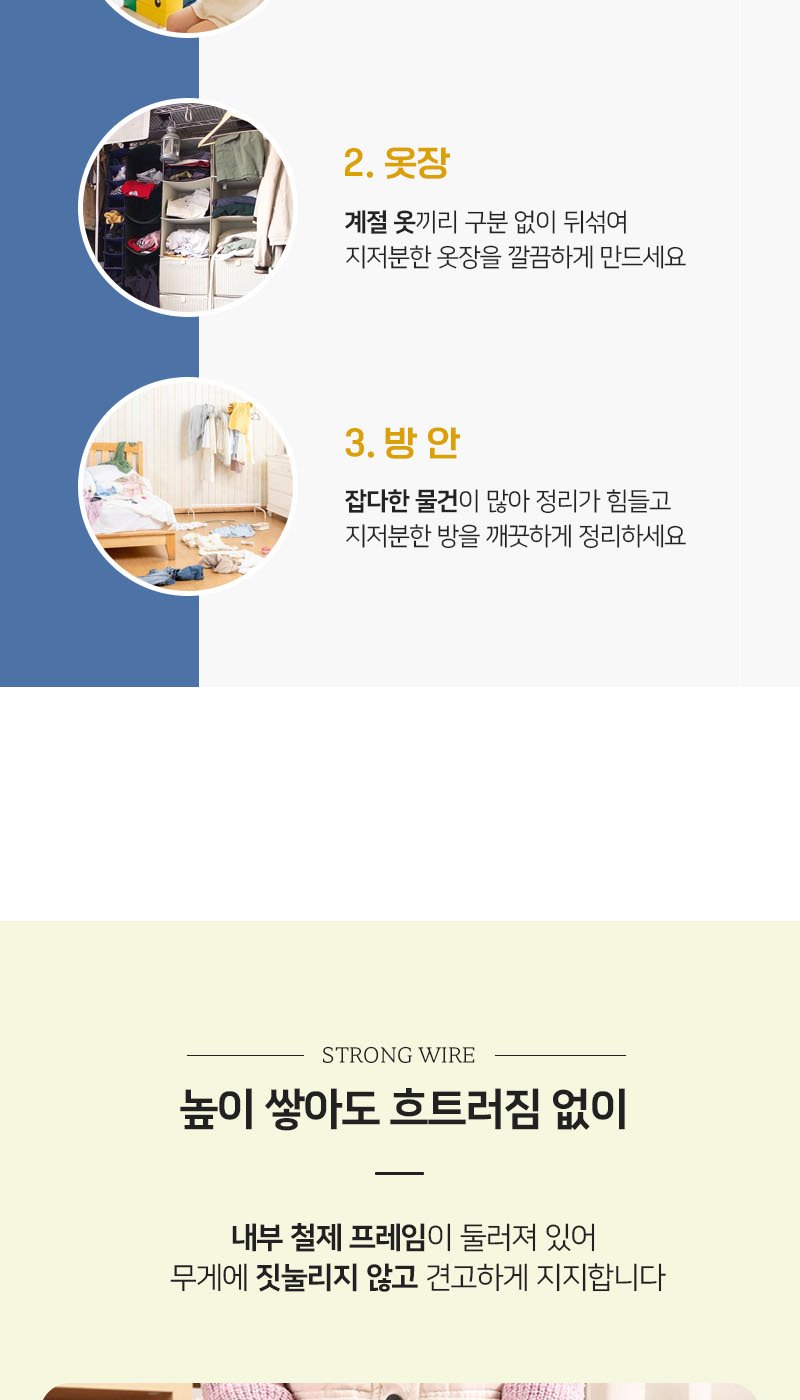 2. 옷장
계절 옷끼리 구분 없이 뒤섞여
지저분한 옷장을 깔끔하게 만드세요
3. 방 안
잡다한 물건이 많아 정리가 힘들고
지저분한 방을 깨끗하게 정리하세요
STRONG WIRE
높이 쌓아도 흐트러짐 없이
내부 철제 프레임이 둘러져 있어
무게에 짓눌리지 않고 견고하게 지지합니다